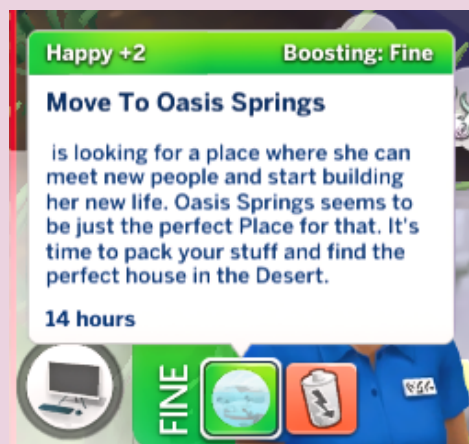 Happy +2 Boosting: Fine
Move To Oasis Springs
is looking for a place where she can
meet new people and start building
her new life. Oasis Springs seems to
be just the perfect Place for that. It's
time to pack your stuff and find the
perfect house in the Desert.
14 hours
FINE